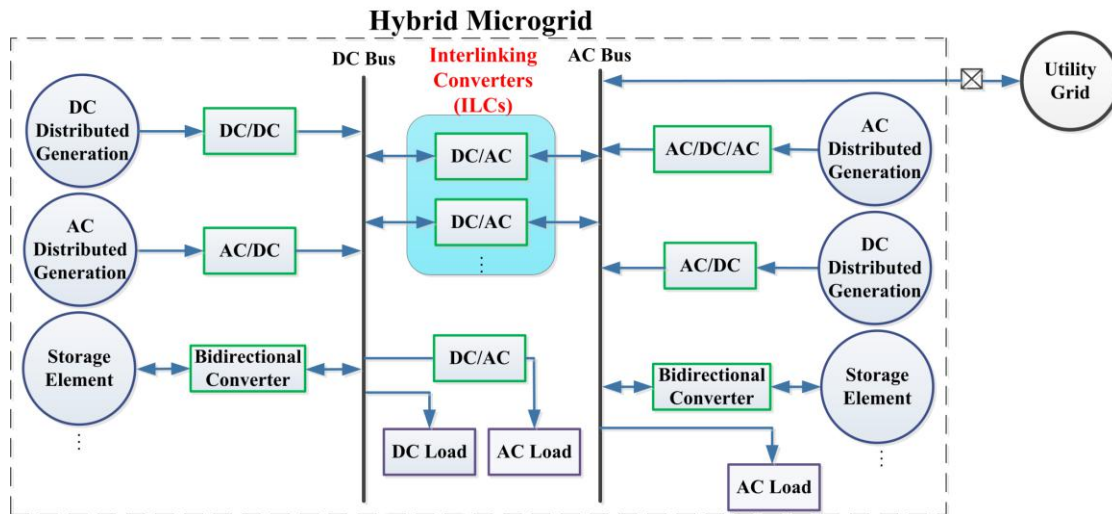 Hybrid Microgrid
DC Bus
Interlinking
Converters
(ILCs)
AC Bus
Utility
Grid
DC
Distributed
Generation
DC/DC
DC/AC
AC/DC/AC
AC
Distributed
Generation
AC
Distributed
Generation
AC/DC
DC/AC
⋮
AC/DC
DC
Distributed
Generation
Storage
Element
⋮
Bidirectional
Converter
DC/AC
DC Load
AC Load
Bidirectional
Converter
Storage
Element
⋮
AC Load